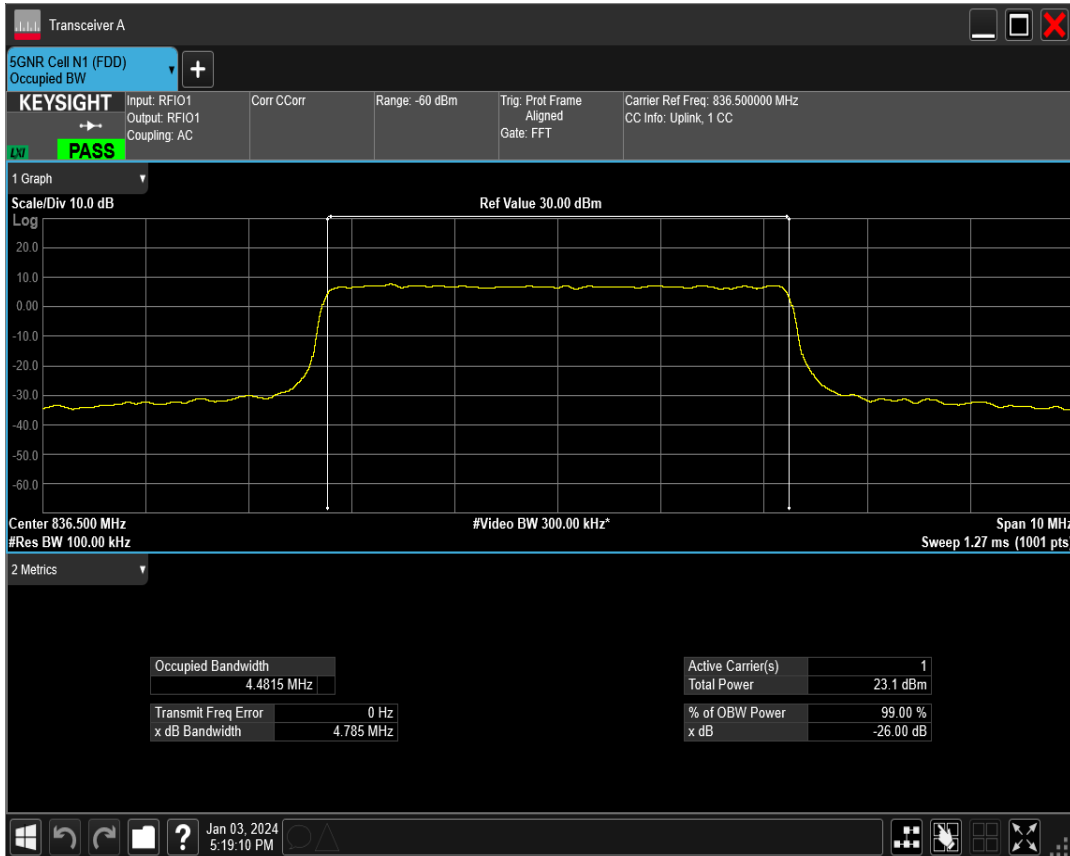 Transceiver A
5GNR Cell N1 (FDD)
Occupied BW
+
KEYSIGHT
LXI
PASS
Input: RFIO1
Output: RFIO1
Coupling: AC
Corr CCorr
Range: -60 dBm
Trig: Prot Frame
Aligned
Gate: FFT
Carrier Ref Freq: 836.500000 MHz
CC Info: Uplink, 1 CC
1 Graph
Scale/Div 10.0 dB
Ref Value 30.00 dBm
Log
20.0
10.0
0.00
-10.0
-20.0
-30.0
-40.0
-50.0
-60.0
Center 836.500 MHz
#Video BW 300.00 kHz*
Span 10 MHz
#Res BW 100.00 kHz
Sweep 1.27 ms (1001 pts)
2 Metrics
Occupied Bandwidth
4.4815 MHz
Transmit Freq Error 0 Hz
x dB Bandwidth 4.785 MHz
Active Carrier(s) 1
Total Power 23.1 dBm
% of OBW Power 99.00 %
x dB -26.00 dB
?
Jan 03, 2024
5:19:10 PM